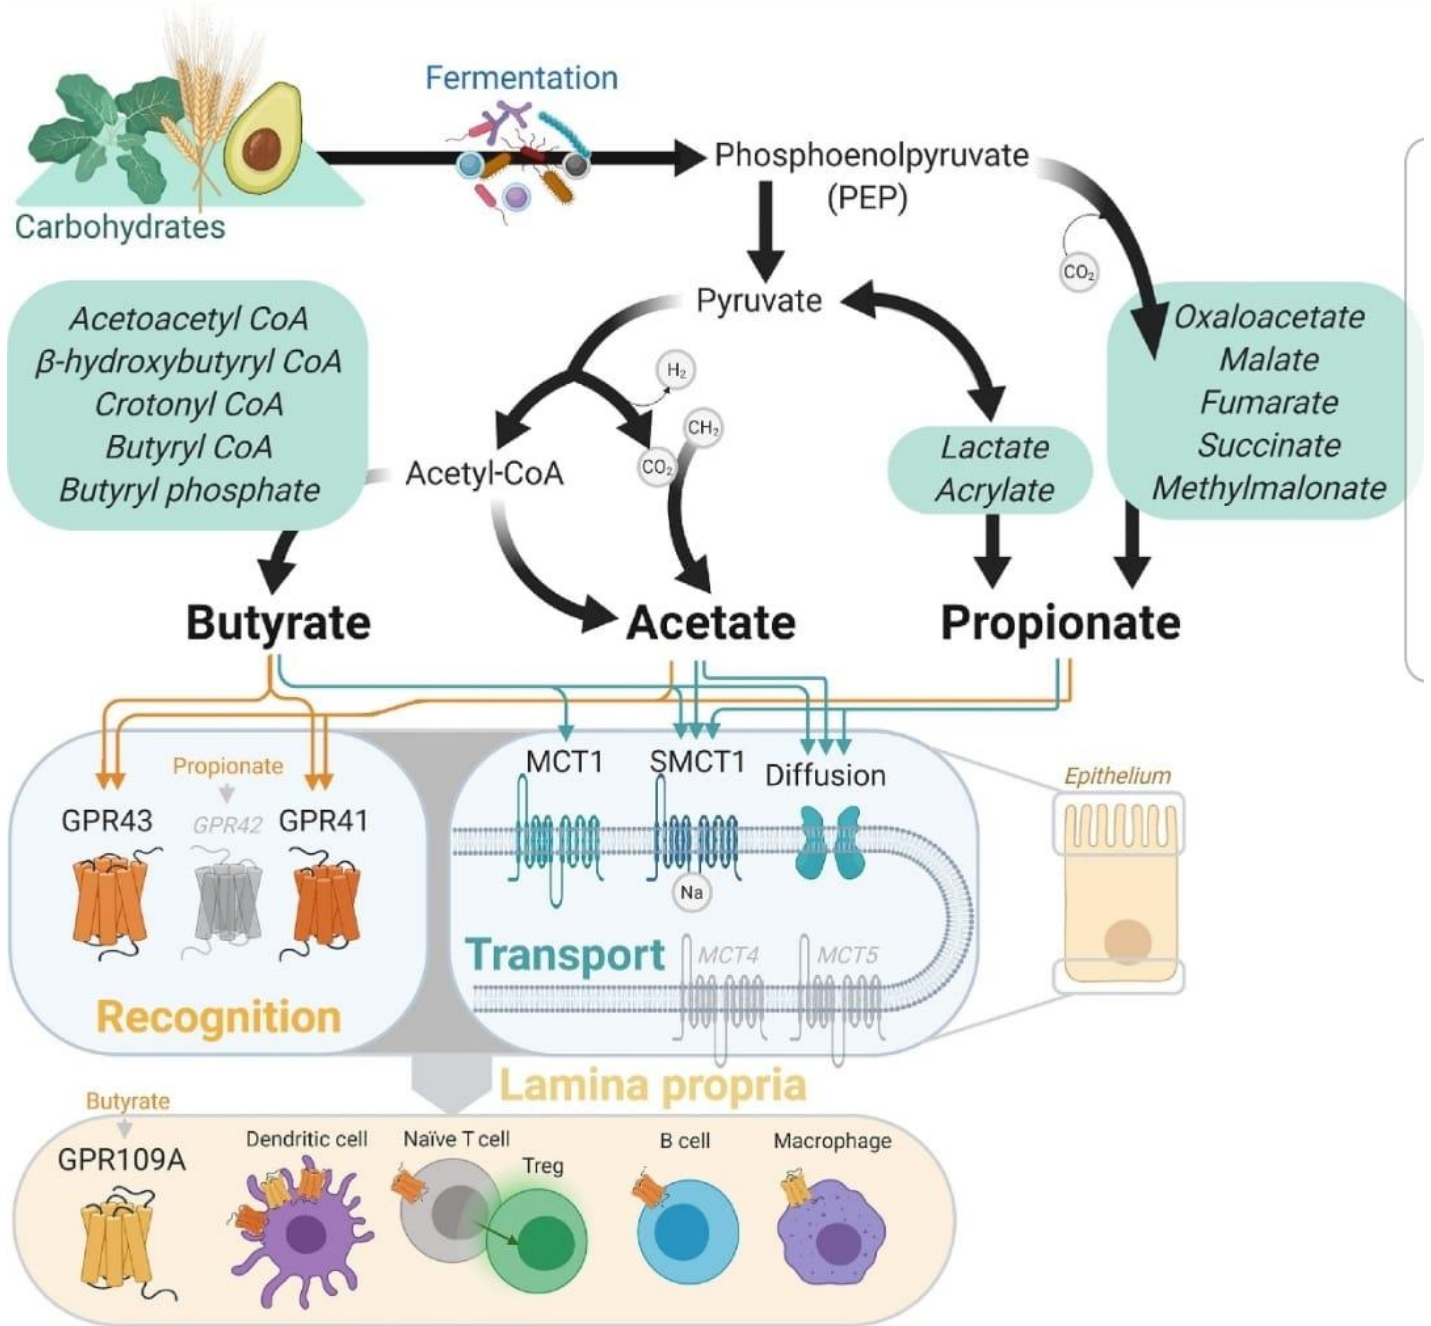 Fermentation
Carbohydrates
Phosphoenolpyruvate
(PEP)
CO₂
Pyruvate
Acetoacetyl CoA
β-hydroxybutyryl CoA
Crotonyl CoA
Butyryl CoA
Butyryl phosphate
H₂
CH₂
CO₂
Acetyl-CoA
Lactate
Acrylate
Oxaloacetate
Malate
Fumarate
Succinate
Methylmalonate
Butyrate
Acetate
Propionate
Propionate
GPR43
GPR42
GPR41
Recognition
MCT1
SMCT1
Diffusion
Na
Transport
MCT4
MCT5
Epithelium
Lamina propria
Butyrate
GPR109A
Dendritic cell
Naïve T cell
Treg
B cell
Macrophage